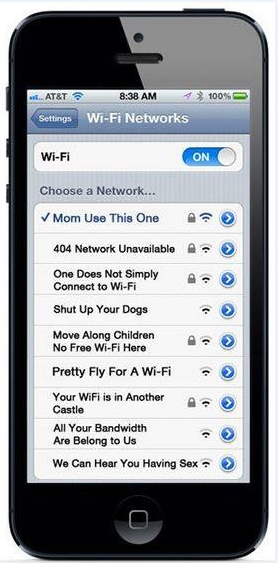 AT&T 8:38 AM 100%
Settings Wi-Fi Networks
Wi-Fi ON
Choose a Network...
Mom Use This One
404 Network Unavailable
One Does Not Simply
Connect to Wi-Fi
Shut Up Your Dogs
Move Along Children
No Free Wi-Fi Here
Pretty Fly For A Wi-Fi
Your WiFi is in Another
Castle
All Your Bandwidth
Are Belong to Us
We Can Hear You Having Sex